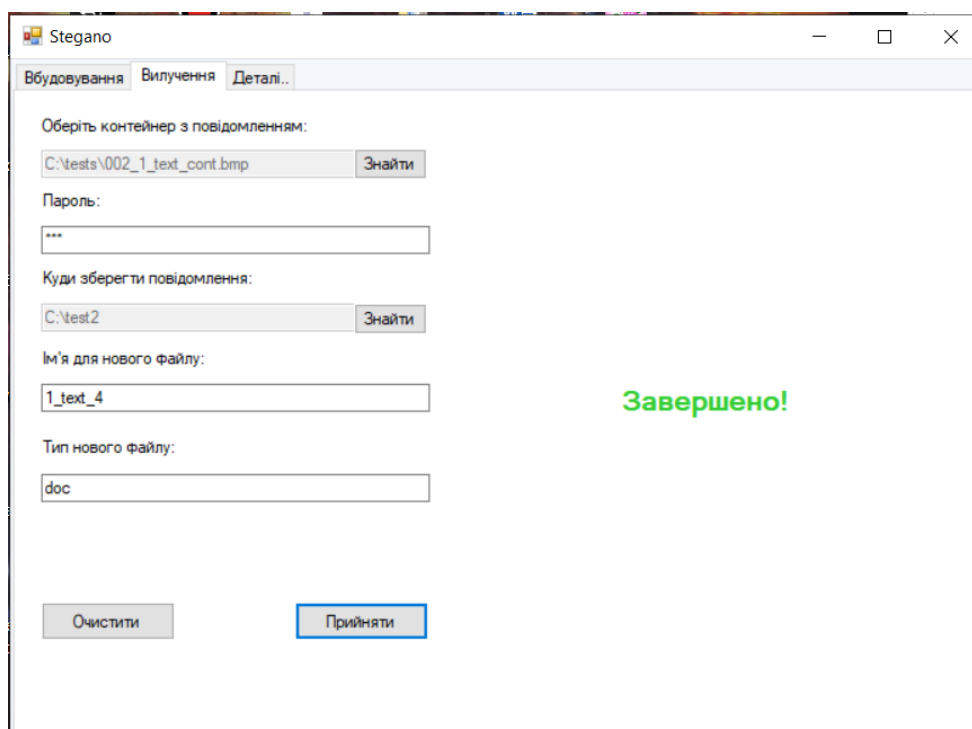 Stegano
Вбудовування Вилучення Деталі..
Оберіть контейнер з повідомленням:
C:\tests\002_1_text_cont.bmp Знайти
Пароль:
***
Куди зберегти повідомлення:
C:\test2 Знайти
Ім'я для нового файлу:
1_text_4
Завершено!
Тип нового файлу:
doc
Очистити Прийняти